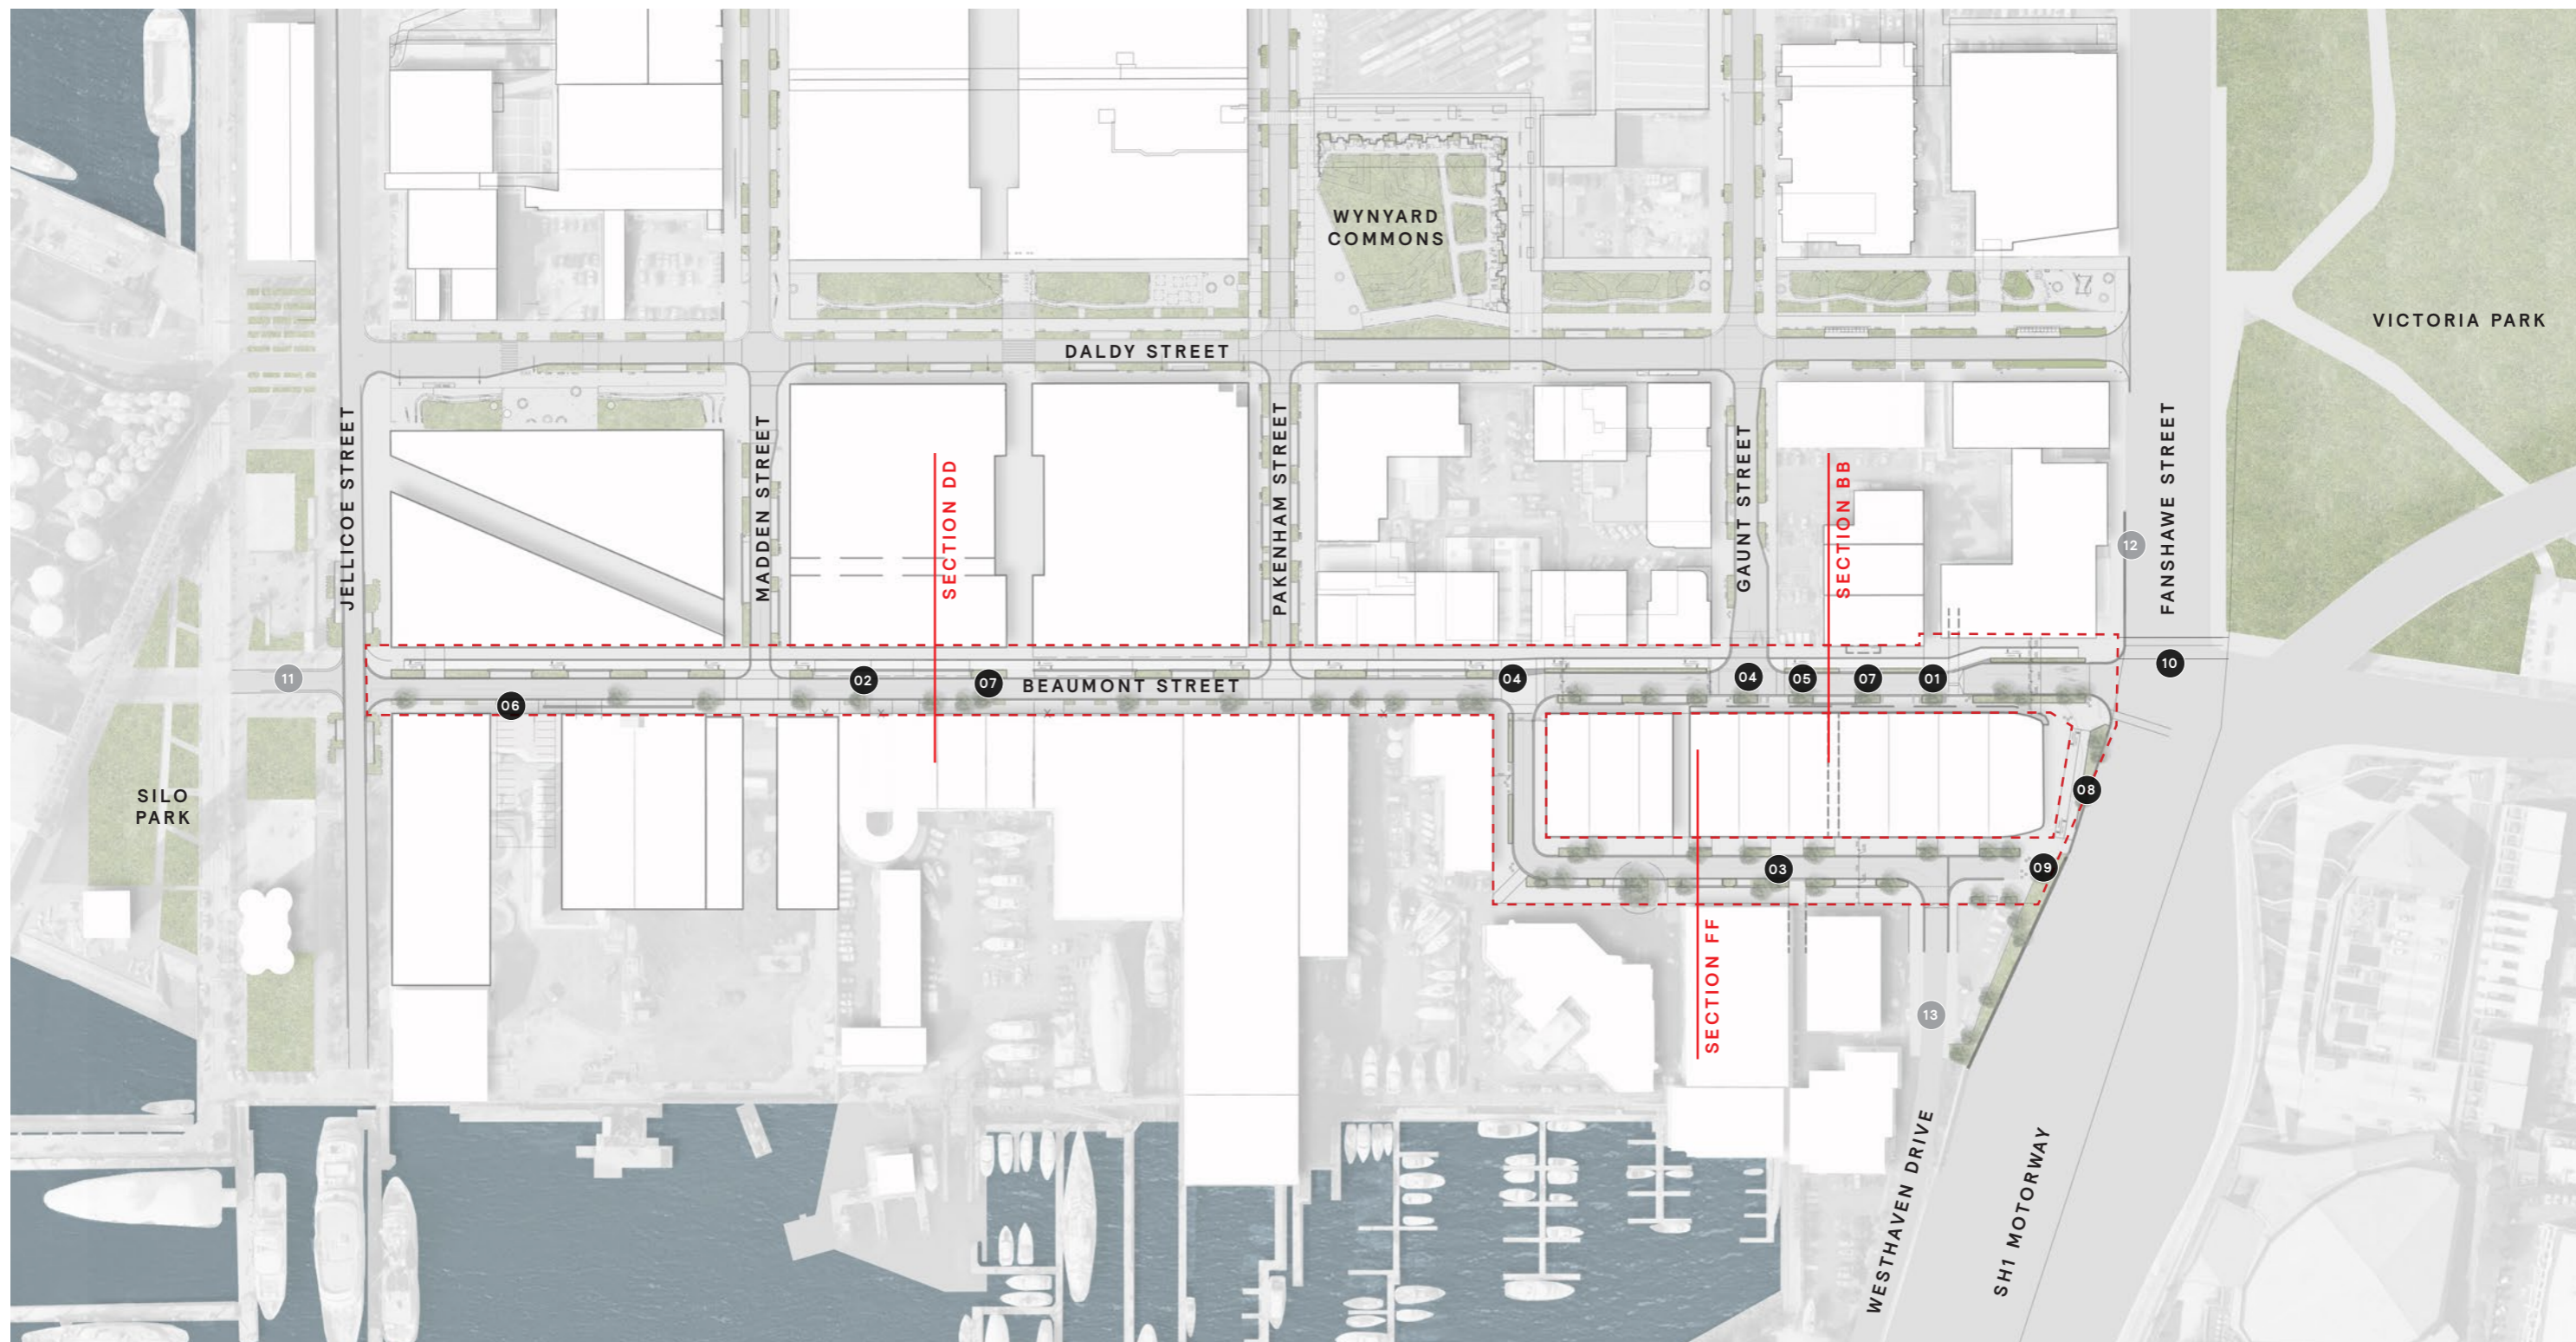 WYNYARD
COMMONS
VICTORIA PARK
DALDY STREET
JELLICOE STREET
MADDEN STREET
PAKENHAM STREET
GAUNT STREET
FANSHAWE STREET
SECTION DD
SECTION BB
12
11
02
07
BEAUMONT STREET
04
04
05
07
01
10
06
SILO
PARK
08
03
09
SECTION FF
13
WESTHAVEN DRIVE
SH1 MOTORWAY